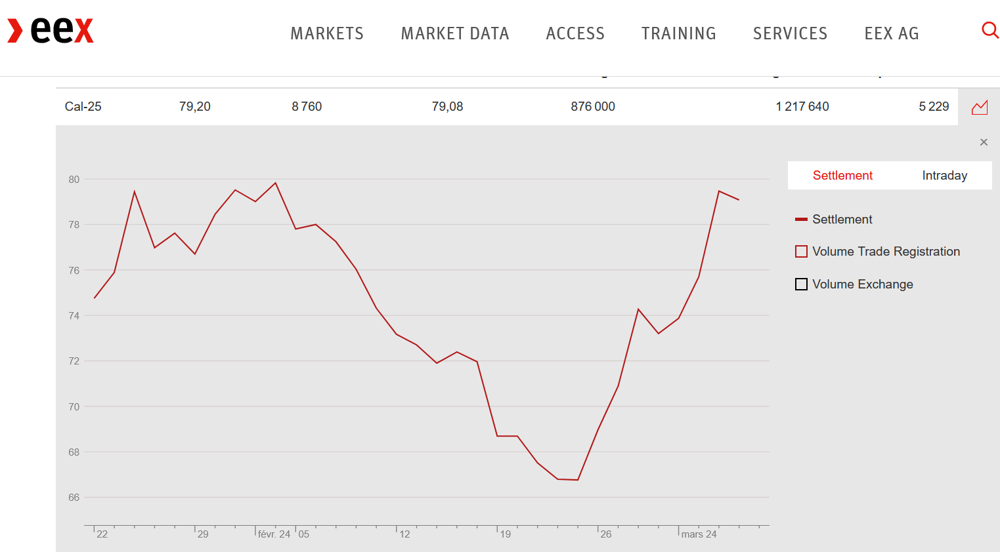 eex
MARKETS MARKET DATA ACCESS TRAINING SERVICES EEX AG
Cal-25 79,20 8 760 79,08 876 000 1 217 640 5 229
×
Settlement Intraday
Settlement
Volume Trade Registration
Volume Exchange
80
78
76
74
72
70
68
66
22 29 févr. 24 05 12 19 26 mars 24